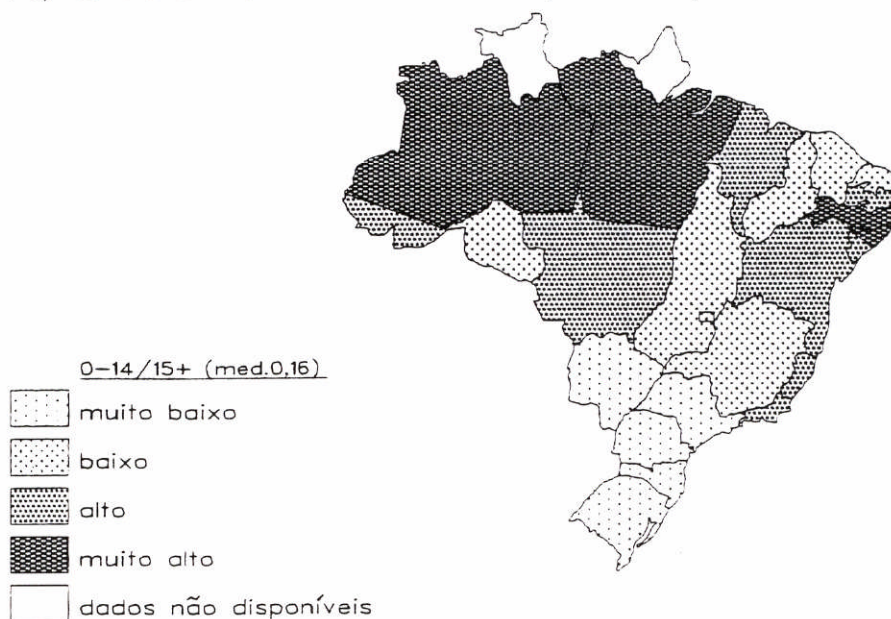 0-14/15+ (med.0,16)
muito baixo
baixo
alto
muito alto
dados não disponíveis